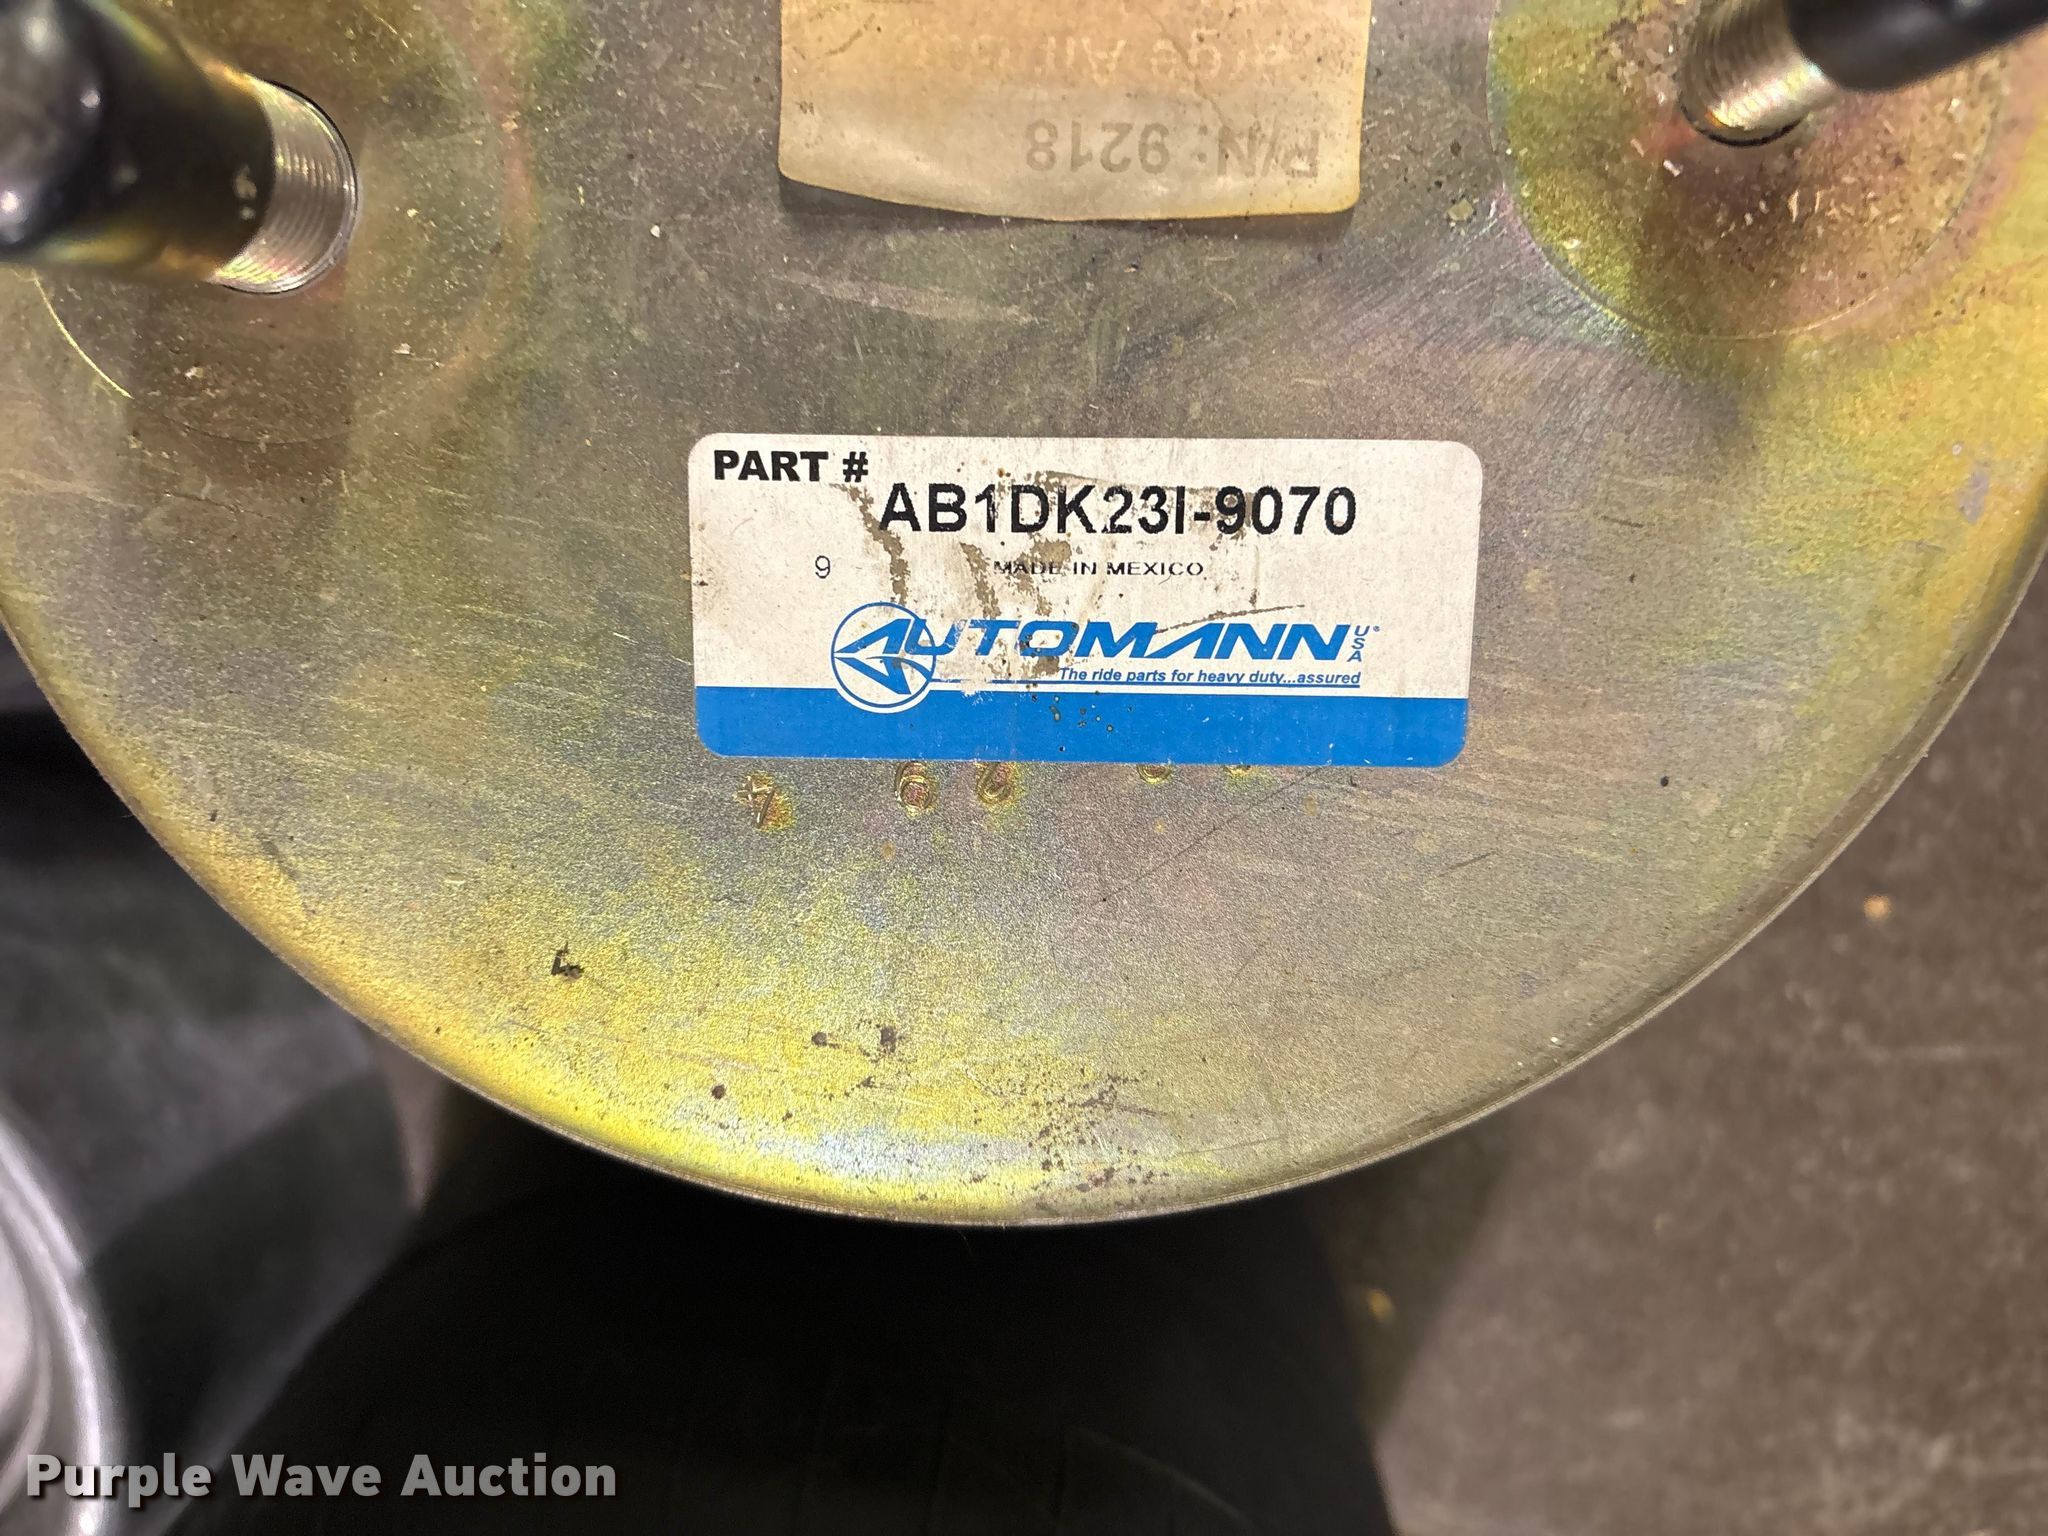 P/N: 9218
PART #
AB1DK23I-9070
9 MADE IN MEXICO
AUTOMANN USA®
The ride parts for heavy duty...assured
Purple Wave Auction